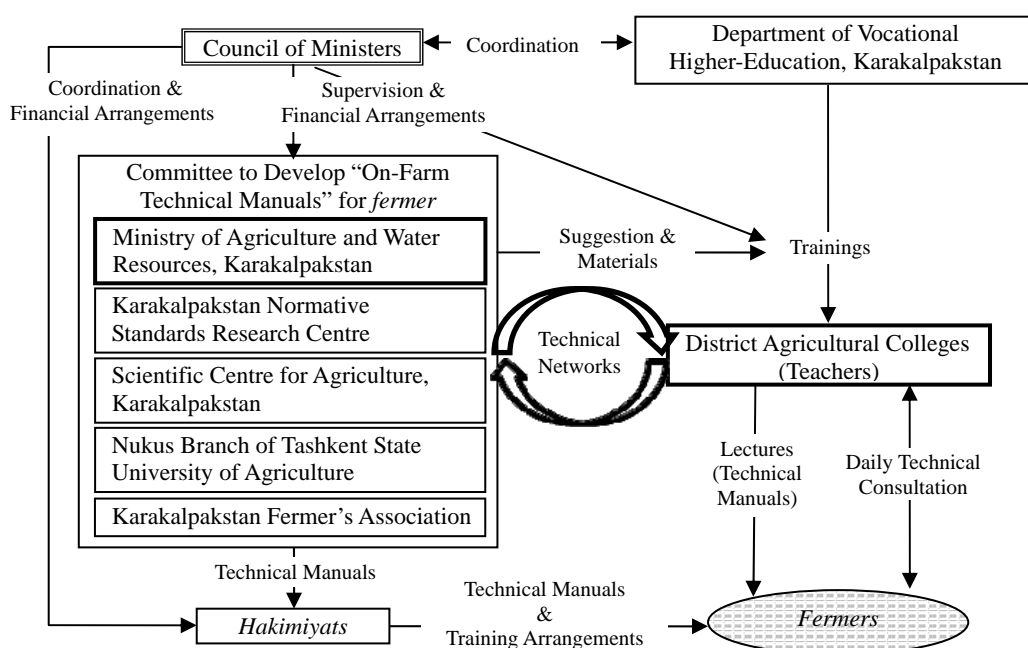 Council of Ministers
Coordination
Department of Vocational
Higher-Education, Karakalpakstan
Coordination &
Financial Arrangements
Supervision &
Financial Arrangements
Committee to Develop “On-Farm
Technical Manuals” for fermer
Ministry of Agriculture and Water
Resources, Karakalpakstan
Karakalpakstan Normative
Standards Research Centre
Scientific Centre for Agriculture,
Karakalpakstan
Nukus Branch of Tashkent State
University of Agriculture
Karakalpakstan Fermer’s Association
Suggestion &
Materials
Trainings
Technical
Networks
District Agricultural Colleges
(Teachers)
Lectures
(Technical
Manuals)
Daily Technical
Consultation
Technical Manuals
Hakimiyats
Technical Manuals
&
Training Arrangements
Fermers